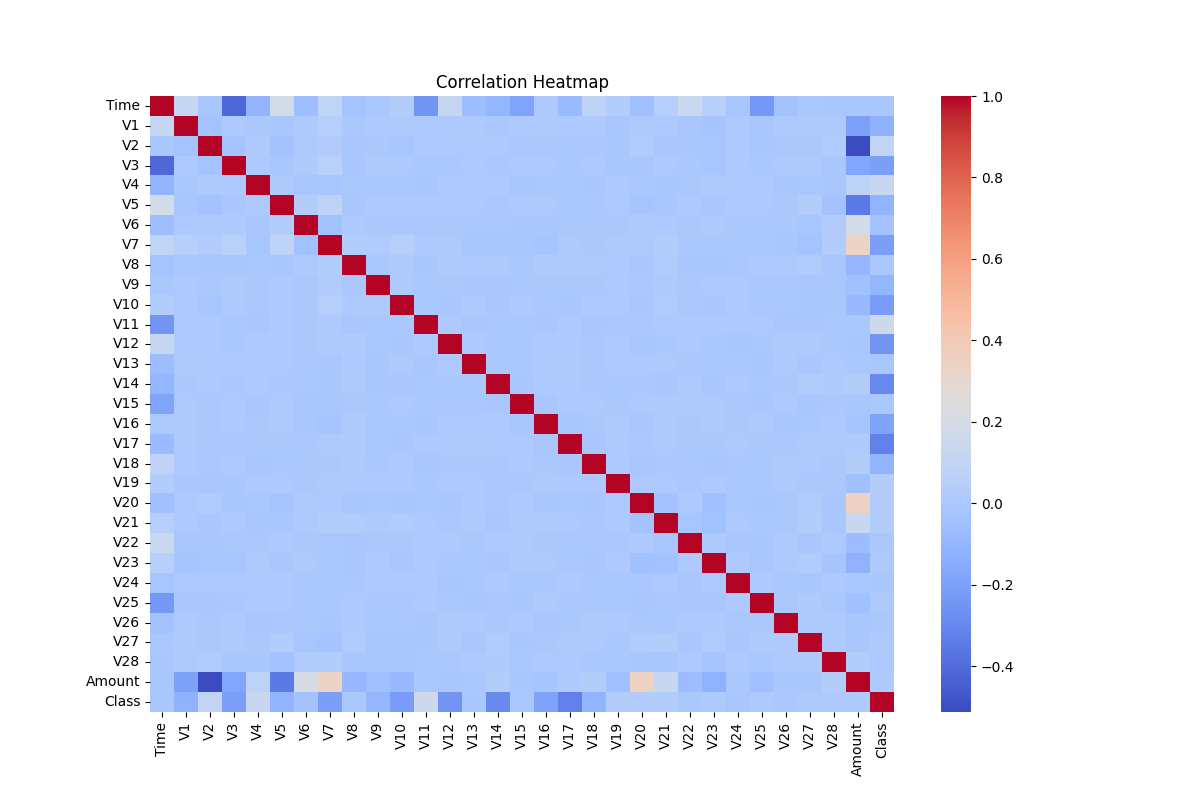 Correlation Heatmap
Time
V1
V2
V3
V4
V5
V6
V7
V8
V9
V10
V11
V12
V13
V14
V15
V16
V17
V18
V19
V20
V21
V22
V23
V24
V25
V26
V27
V28
Amount
Class
Time
V1
V2
V3
V4
V5
V6
V7
V8
V9
V10
V11
V12
V13
V14
V15
V16
V17
V18
V19
V20
V21
V22
V23
V24
V25
V26
V27
V28
Amount
Class
1.0
0.8
0.6
0.4
0.2
0.0
−0.2
−0.4